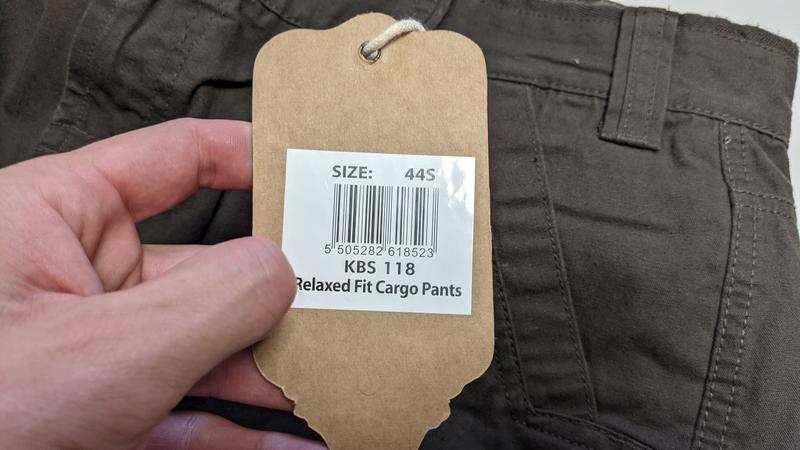 SIZE: 44S
5 505282 618523
KBS 118
Relaxed Fit Cargo Pants